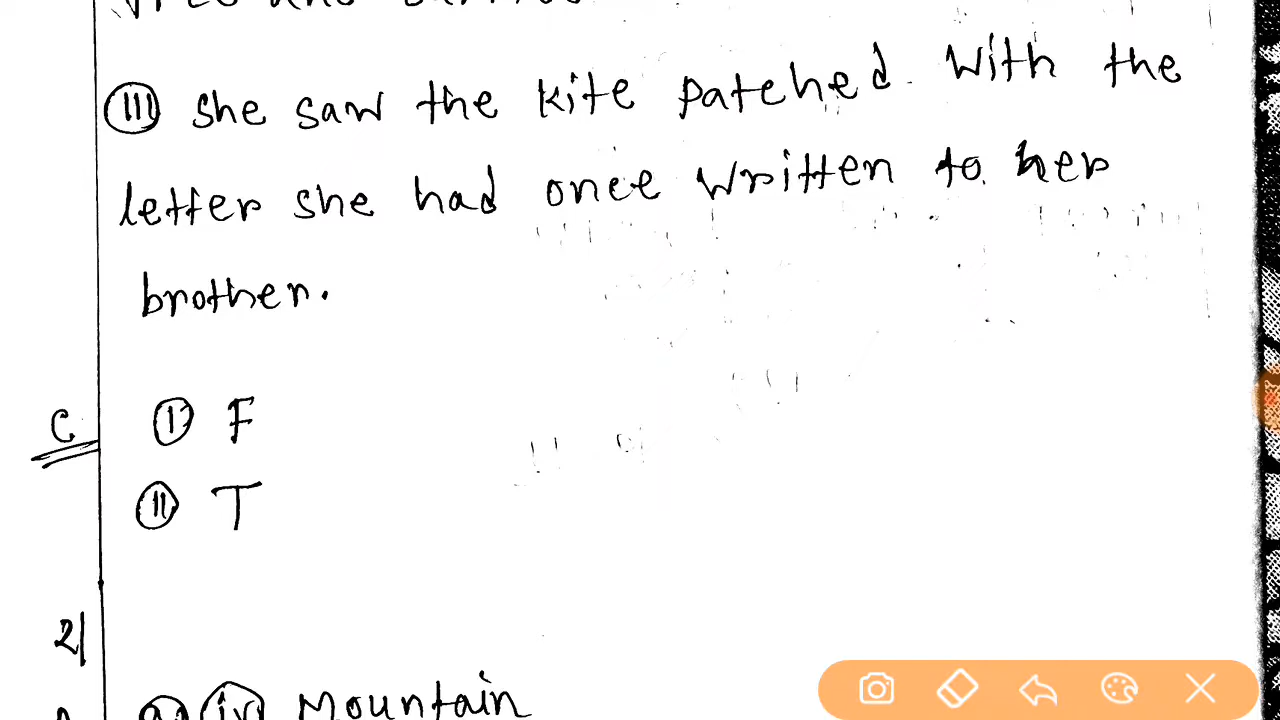 (III) she saw the kite patched. With the
letter she had once written to her
brother.
C (I) F
(II) T
2|
(iv) Mountain